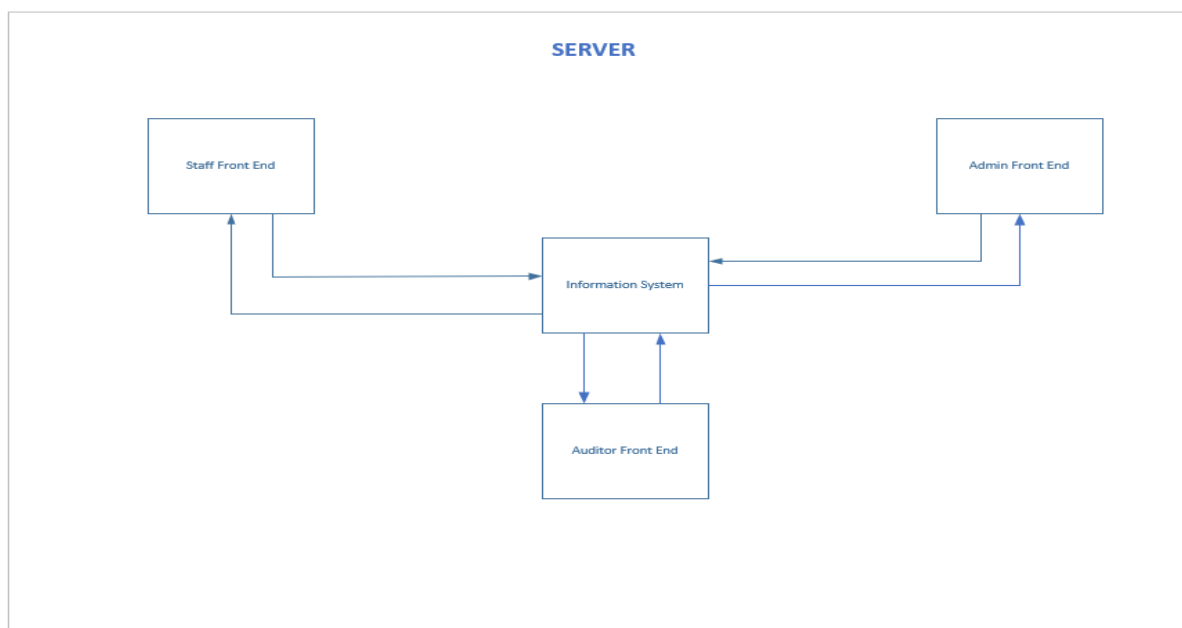 SERVER
Staff Front End
Admin Front End
Information System
Auditor Front End